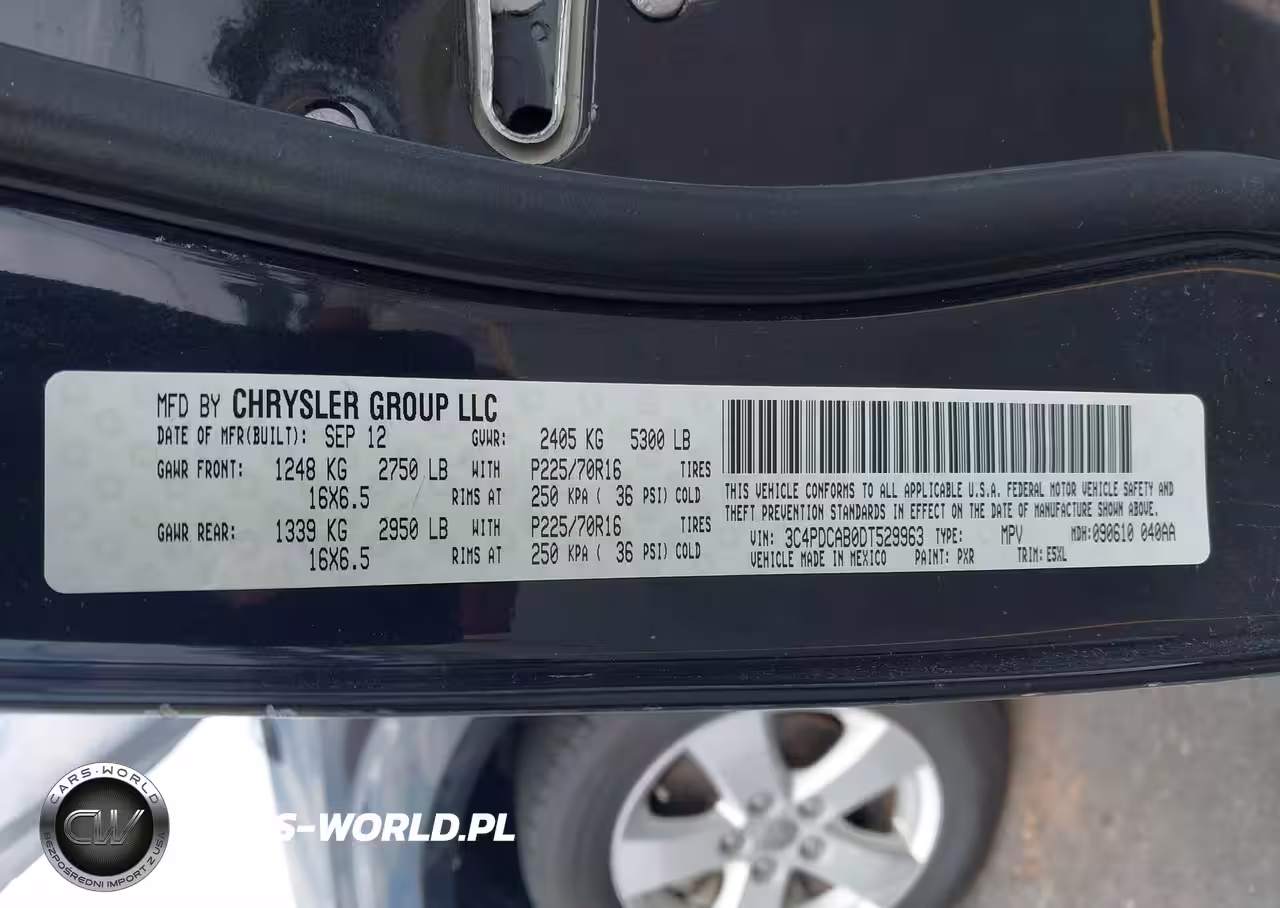 MFD BY CHRYSLER GROUP LLC
DATE OF MFR(BUILT): SEP 12 GVWR: 2405 KG 5300 LB
GAWR FRONT: 1248 KG 2750 LB WITH P225/70R16 TIRES
16X6.5 RIMS AT 250 KPA ( 36 PSI) COLD
GAWR REAR: 1339 KG 2950 LB WITH P225/70R16 TIRES
16X6.5 RIMS AT 250 KPA ( 36 PSI) COLD
THIS VEHICLE CONFORMS TO ALL APPLICABLE U.S.A. FEDERAL MOTOR VEHICLE SAFETY AND
THEFT PREVENTION STANDARDS IN EFFECT ON THE DATE OF MANUFACTURE SHOWN ABOVE.
VIN: 3C4PDCAB0DT529963 TYPE: MPV MDH: 090610 040AA
VEHICLE MADE IN MEXICO PAINT: PXR TRIM: E5XL
CARS-WORLD
CW
BEZPOŚREDNI IMPORT Z USA
S-WORLD.PL